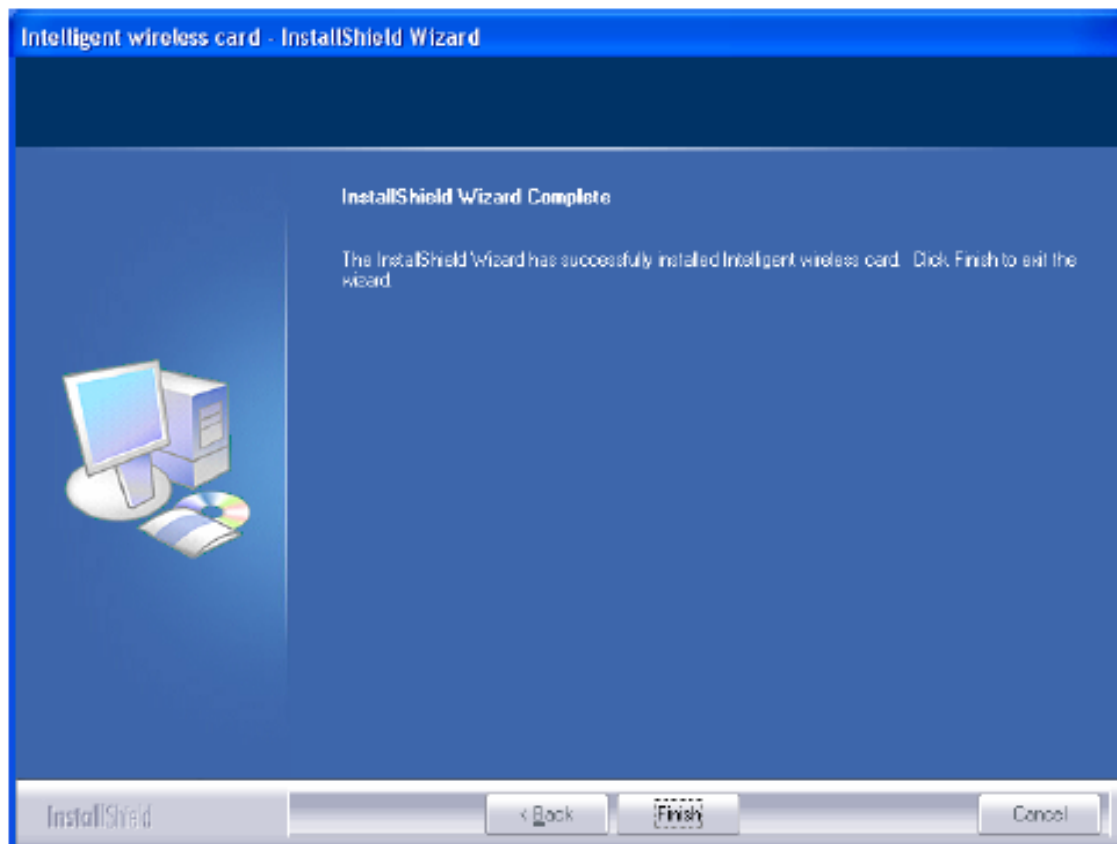 Intelligent wireless card - InstallShield Wizard
InstallShield Wizard Complete
The InstallShield Wizard has successfully installed Intelligent wireless card. Click Finish to exit the
wizard.
InstallShield
< Back
Finish
Cancel